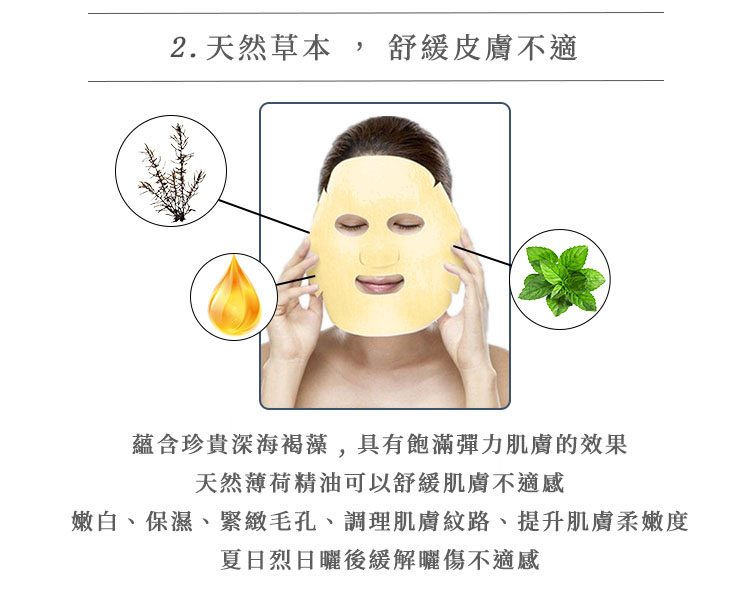 2.天然草本 ， 舒緩皮膚不適
蘊含珍貴深海褐藻 , 具有飽滿彈力肌膚的效果
天然薄荷精油可以舒緩肌膚不適感
嫩白、保濕、緊緻毛孔、調理肌膚紋路、提升肌膚柔嫩度
夏日烈日曬後緩解曬傷不適感